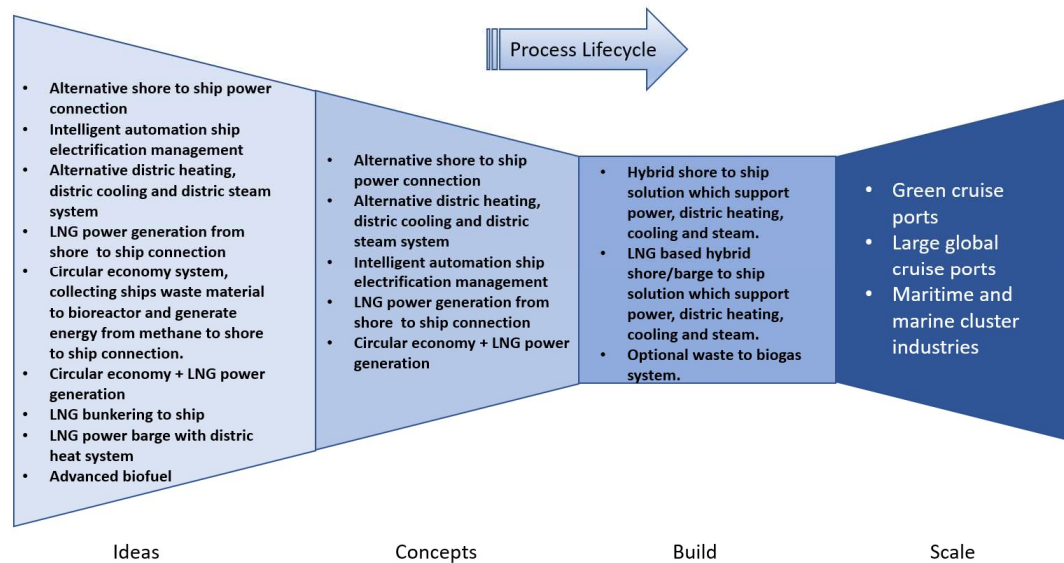 Process Lifecycle
• Alternative shore to ship power
connection
• Intelligent automation ship
electrification management
• Alternative distric heating,
distric cooling and distric steam
system
• LNG power generation from
shore to ship connection
• Circular economy system,
collecting ships waste material
to bioreactor and generate
energy from methane to shore
to ship connection.
• Circular economy + LNG power
generation
• LNG bunkering to ship
• LNG power barge with distric
heat system
• Advanced biofuel
• Alternative shore to ship
power connection
• Alternative distric heating,
distric cooling and distric
steam system
• Intelligent automation ship
electrification management
• LNG power generation from
shore to ship connection
• Circular economy + LNG power
generation
• Hybrid shore to ship
solution which support
power, distric heating,
cooling and steam.
• LNG based hybrid
shore/barge to ship
solution which support
power, distric heating,
cooling and steam.
• Optional waste to biogas
system.
• Green cruise
ports
• Large global
cruise ports
• Maritime and
marine cluster
industries
Ideas
Concepts
Build
Scale